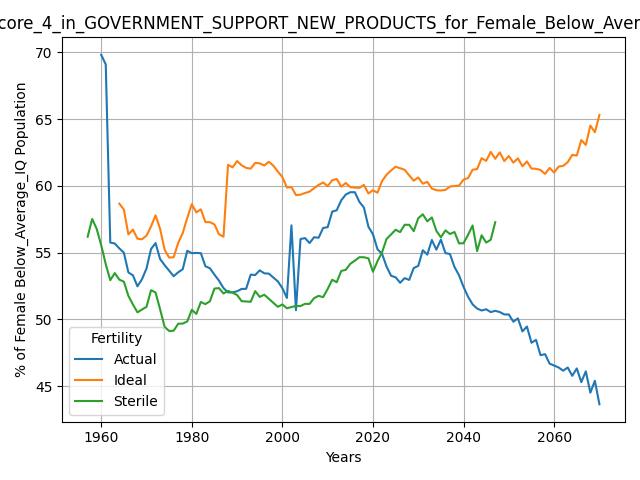 core_4_in_GOVERNMENT_SUPPORT_NEW_PRODUCTS_for_Female_Below_Aver
% of Female Below_Average_IQ Population
70
65
60
55
50
45
Fertility
Actual
Ideal
Sterile
1960 1980 2000 2020 2040 2060
Years